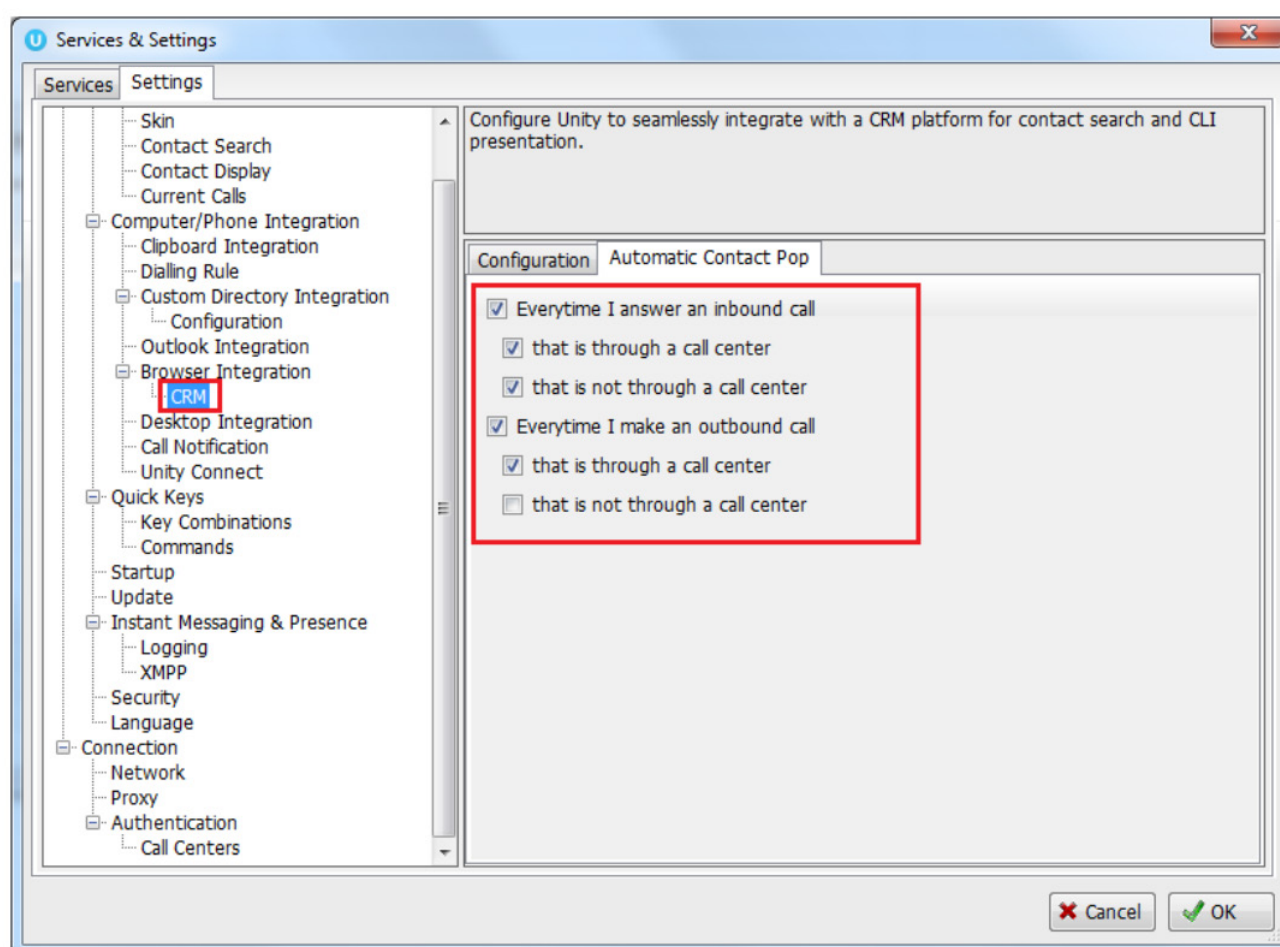 U Services & Settings
X
Services Settings
Skin
Contact Search
Contact Display
Current Calls
Computer/Phone Integration
Clipboard Integration
Dialling Rule
Custom Directory Integration
Configuration
Outlook Integration
Browser Integration
CRM
Desktop Integration
Call Notification
Unity Connect
Quick Keys
Key Combinations
Commands
Startup
Update
Instant Messaging & Presence
Logging
XMPP
Security
Language
Connection
Network
Proxy
Authentication
Call Centers
Configure Unity to seamlessly integrate with a CRM platform for contact search and CLI
presentation.
Configuration Automatic Contact Pop
Everytime I answer an inbound call
that is through a call center
that is not through a call center
Everytime I make an outbound call
that is through a call center
that is not through a call center
Cancel OK